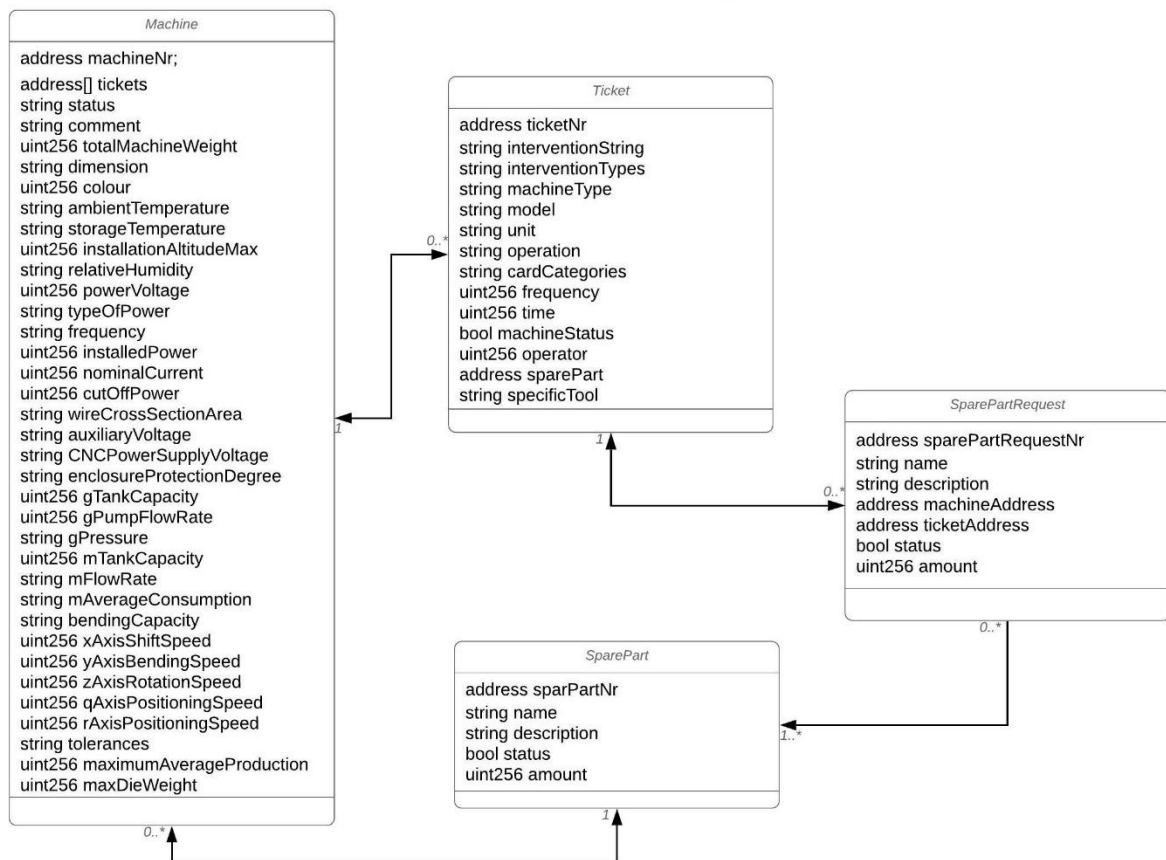 Machine
address machineNr;
address[] tickets
string status
string comment
uint256 totalMachineWeight
string dimension
uint256 colour
string ambientTemperature
string storageTemperature
uint256 installationAltitudeMax
string relativeHumidity
uint256 powerVoltage
string typeOfPower
string frequency
uint256 installedPower
uint256 nominalCurrent
uint256 cutOffPower
string wireCrossSectionArea
string auxiliaryVoltage
string CNCPowerSupplyVoltage
string enclosureProtectionDegree
uint256 gTankCapacity
uint256 gPumpFlowRate
string gPressure
uint256 mTankCapacity
string mFlowRate
string mAverageConsumption
string bendingCapacity
uint256 xAxisShiftSpeed
uint256 yAxisBendingSpeed
uint256 zAxisRotationSpeed
uint256 qAxisPositioningSpeed
uint256 rAxisPositioningSpeed
string tolerances
uint256 maximumAverageProduction
uint256 maxDieWeight
0..*
1
0..*
Ticket
address ticketNr
string interventionString
string interventionTypes
string machineType
string model
string unit
string operation
string cardCategories
uint256 frequency
uint256 time
bool machineStatus
uint256 operator
address sparePart
string specificTool
1
0..*
SparePartRequest
address sparePartRequestNr
string name
string description
address machineAddress
address ticketAddress
bool status
uint256 amount
0..*
SparePart
address sparPartNr
string name
string description
bool status
uint256 amount
1..*
1